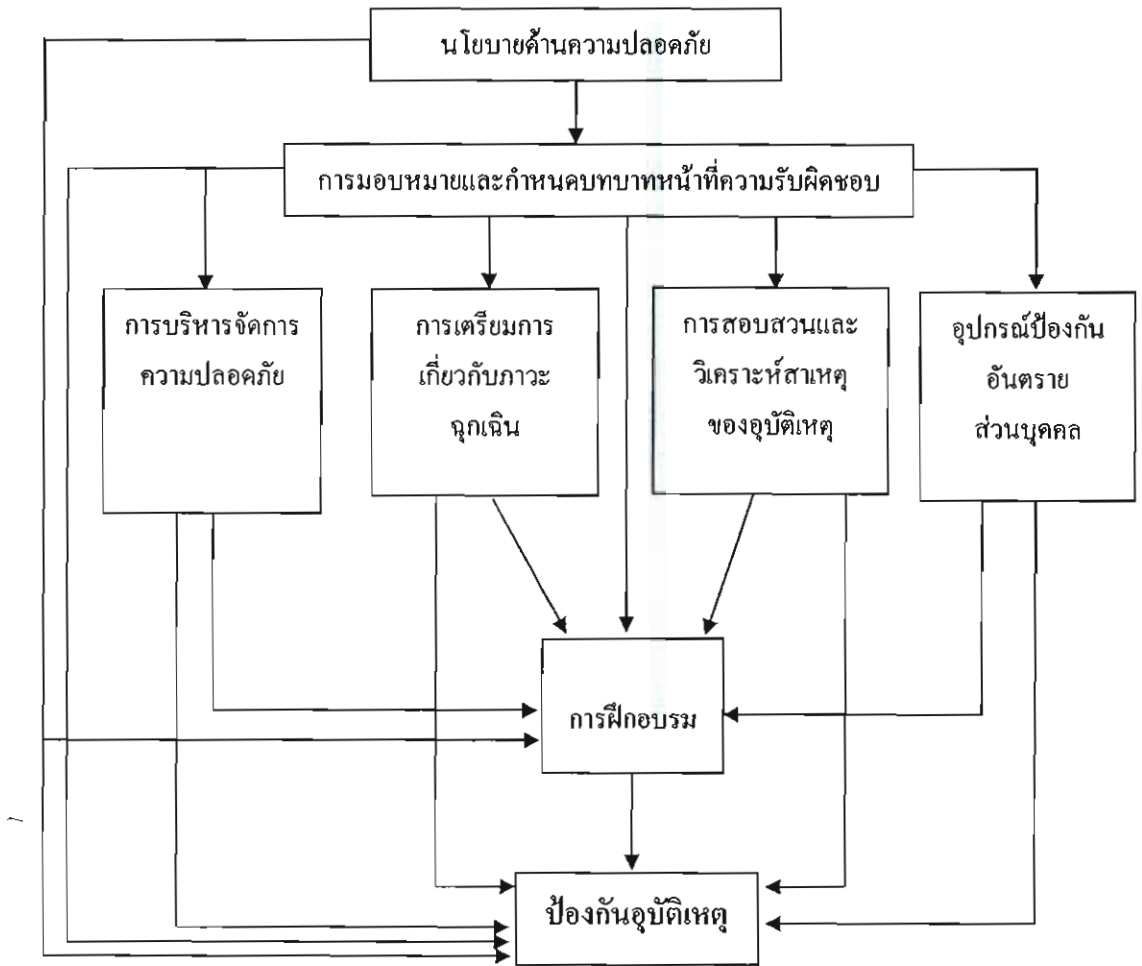 นโยบายด้านความปลอดภัย
การมอบหมายและกำหนดบทบาทหน้าที่ความรับผิดชอบ
การบริหารจัดการ
ความปลอดภัย
การเตรียมการ
เกี่ยวกับภาวะ
ฉุกเฉิน
การสอบสวนและ
วิเคราะห์สาเหตุ
ของอุบัติเหตุ
อุปกรณ์ป้องกัน
อันตราย
ส่วนบุคคล
การฝึกอบรม
ป้องกันอุบัติเหตุ